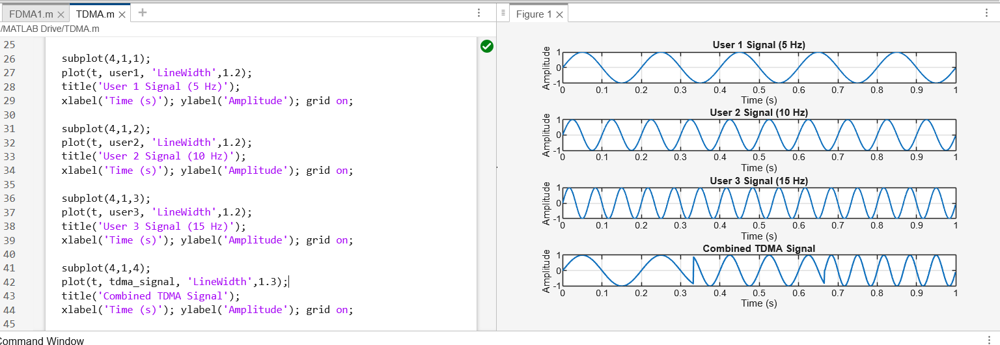 FDMA1.m
TDMA.m
/MATLAB Drive/TDMA.m
25
26 subplot(4,1,1);
27 plot(t, user1, 'LineWidth',1.2);
28 title('User 1 Signal (5 Hz)');
29 xlabel('Time (s)'); ylabel('Amplitude'); grid on;
30
31 subplot(4,1,2);
32 plot(t, user2, 'LineWidth',1.2);
33 title('User 2 Signal (10 Hz)');
34 xlabel('Time (s)'); ylabel('Amplitude'); grid on;
35
36 subplot(4,1,3);
37 plot(t, user3, 'LineWidth',1.2);
38 title('User 3 Signal (15 Hz)');
39 xlabel('Time (s)'); ylabel('Amplitude'); grid on;
40
41 subplot(4,1,4);
42 plot(t, tdma_signal, 'LineWidth',1.3);
43 title('Combined TDMA Signal');
44 xlabel('Time (s)'); ylabel('Amplitude'); grid on;
45
Command Window
Figure 1
User 1 Signal (5 Hz)
Amplitude
1
0
-1
0 0.1 0.2 0.3 0.4 0.5 0.6 0.7 0.8 0.9 1
Time (s)
User 2 Signal (10 Hz)
Amplitude
1
0
-1
0 0.1 0.2 0.3 0.4 0.5 0.6 0.7 0.8 0.9 1
Time (s)
User 3 Signal (15 Hz)
Amplitude
1
0
-1
0 0.1 0.2 0.3 0.4 0.5 0.6 0.7 0.8 0.9 1
Time (s)
Combined TDMA Signal
Amplitude
1
0
-1
0 0.1 0.2 0.3 0.4 0.5 0.6 0.7 0.8 0.9 1
Time (s)